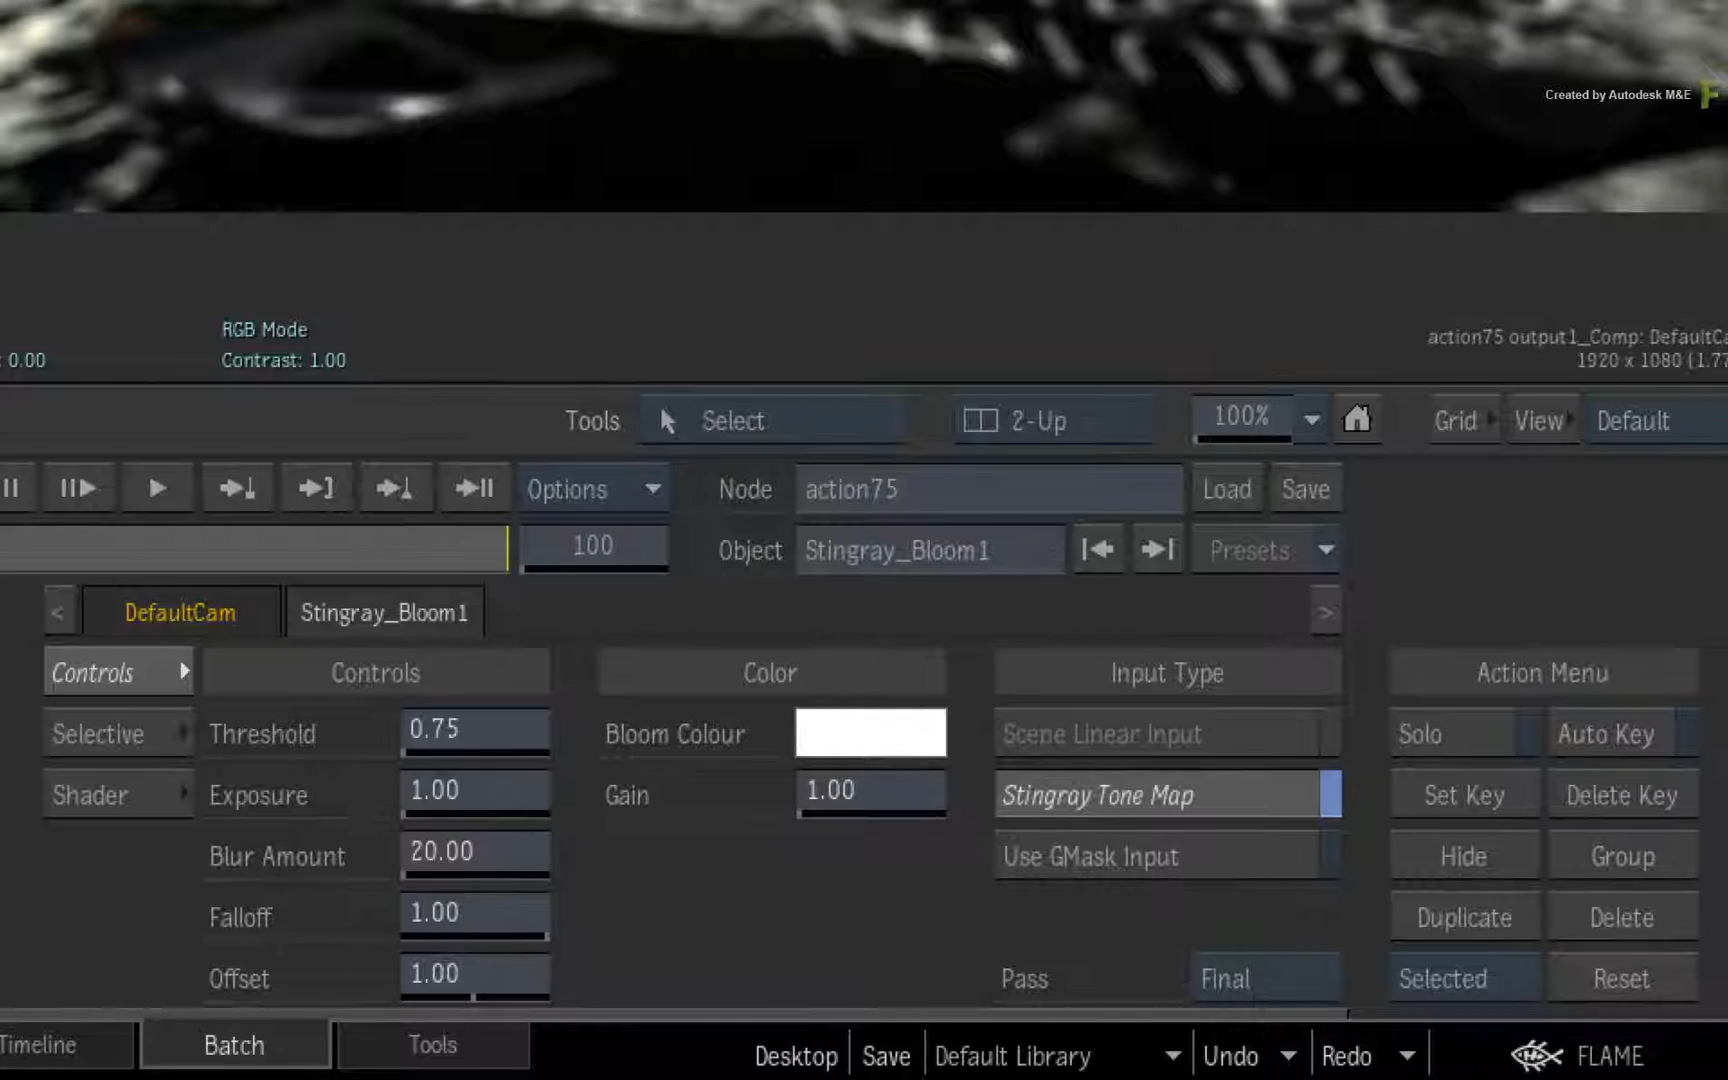 Created by Autodesk M&E
RGB Mode
: 0.00
Contrast: 1.00
action75 output1_Comp: DefaultCa
1920 x 1080 (1.77
Tools
Select
2-Up
100%
Grid
View
Default
Options
Node
action75
Load
Save
100
Object
Stingray_Bloom1
Presets
<
DefaultCam
Stingray_Bloom1
>
Controls
Controls
Color
Input Type
Action Menu
Selective
Threshold
0.75
Bloom Colour
Scene Linear Input
Solo
Auto Key
Shader
Exposure
1.00
Gain
1.00
Stingray Tone Map
Set Key
Delete Key
Blur Amount
20.00
Use GMask Input
Hide
Group
Falloff
1.00
Duplicate
Delete
Offset
1.00
Pass
Final
Selected
Reset
Timeline
Batch
Tools
Desktop
Save
Default Library
Undo
Redo
FLAME